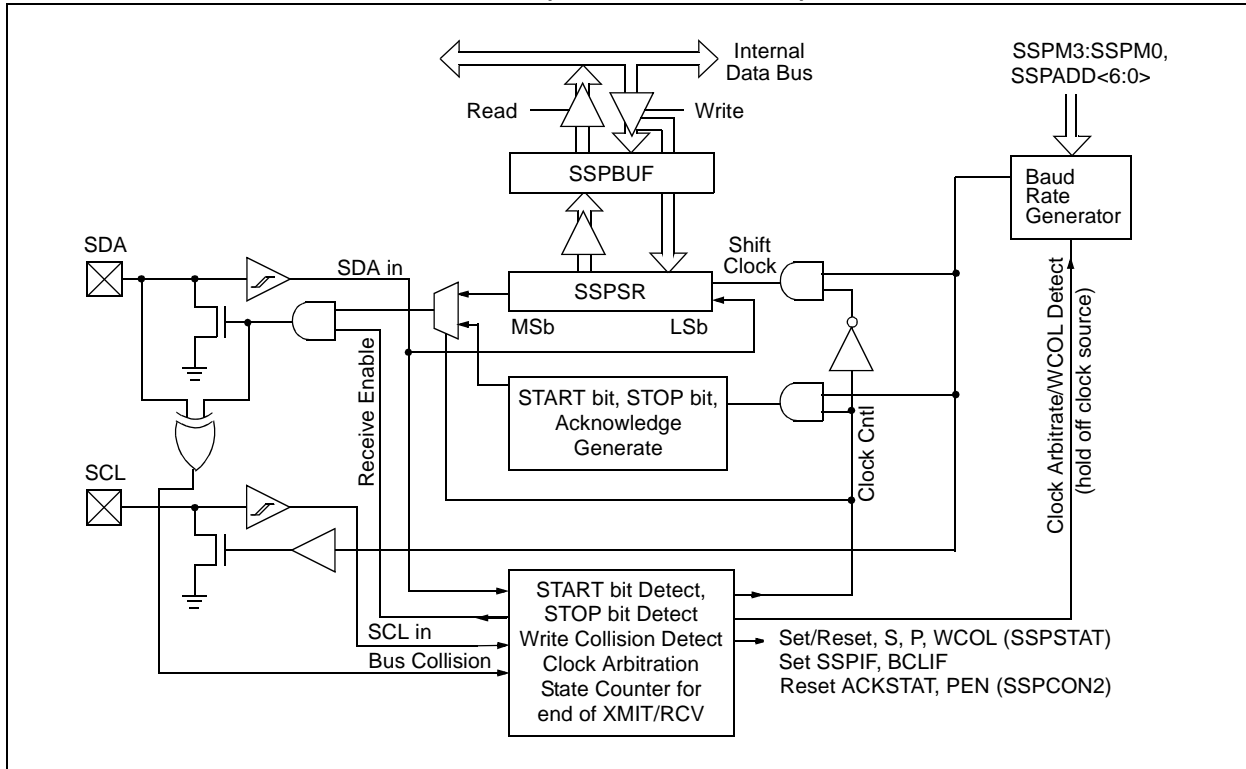 Internal
Data Bus
SSPM3:SSPM0,
SSPADD<6:0>
Read
Write
SSPBUF
Baud
Rate
Generator
SDA
SDA in
Shift
Clock
SSPSR
MSb
LSb
START bit, STOP bit,
Acknowledge
Generate
Receive Enable
Clock Cntl
Clock Arbitrate/WCOL Detect
(hold off clock source)
SCL
SCL in
Bus Collision
START bit Detect,
STOP bit Detect
Write Collision Detect
Clock Arbitration
State Counter for
end of XMIT/RCV
Set/Reset, S, P, WCOL (SSPSTAT)
Set SSPIF, BCLIF
Reset ACKSTAT, PEN (SSPCON2)